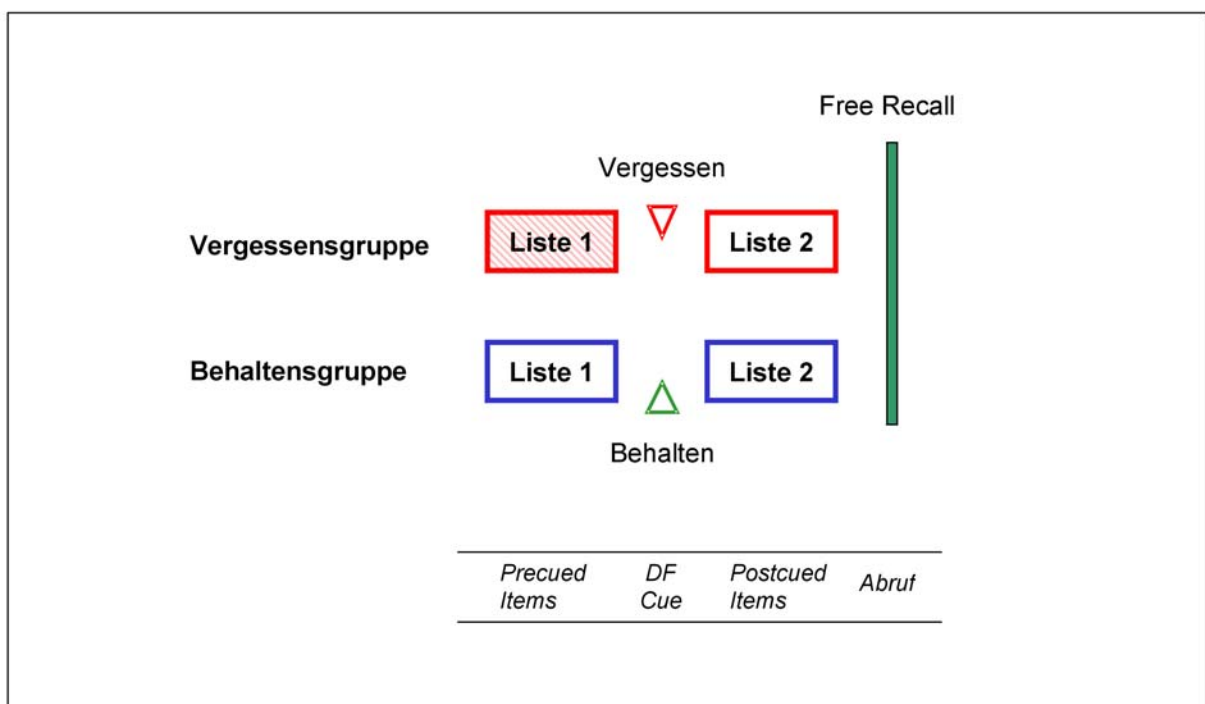 Free Recall
Vergessen
Vergessensgruppe
Liste 1
Liste 2
Behaltensgruppe
Liste 1
Liste 2
Behalten
Precued
Items
DF
Cue
Postcued
Items
Abruf